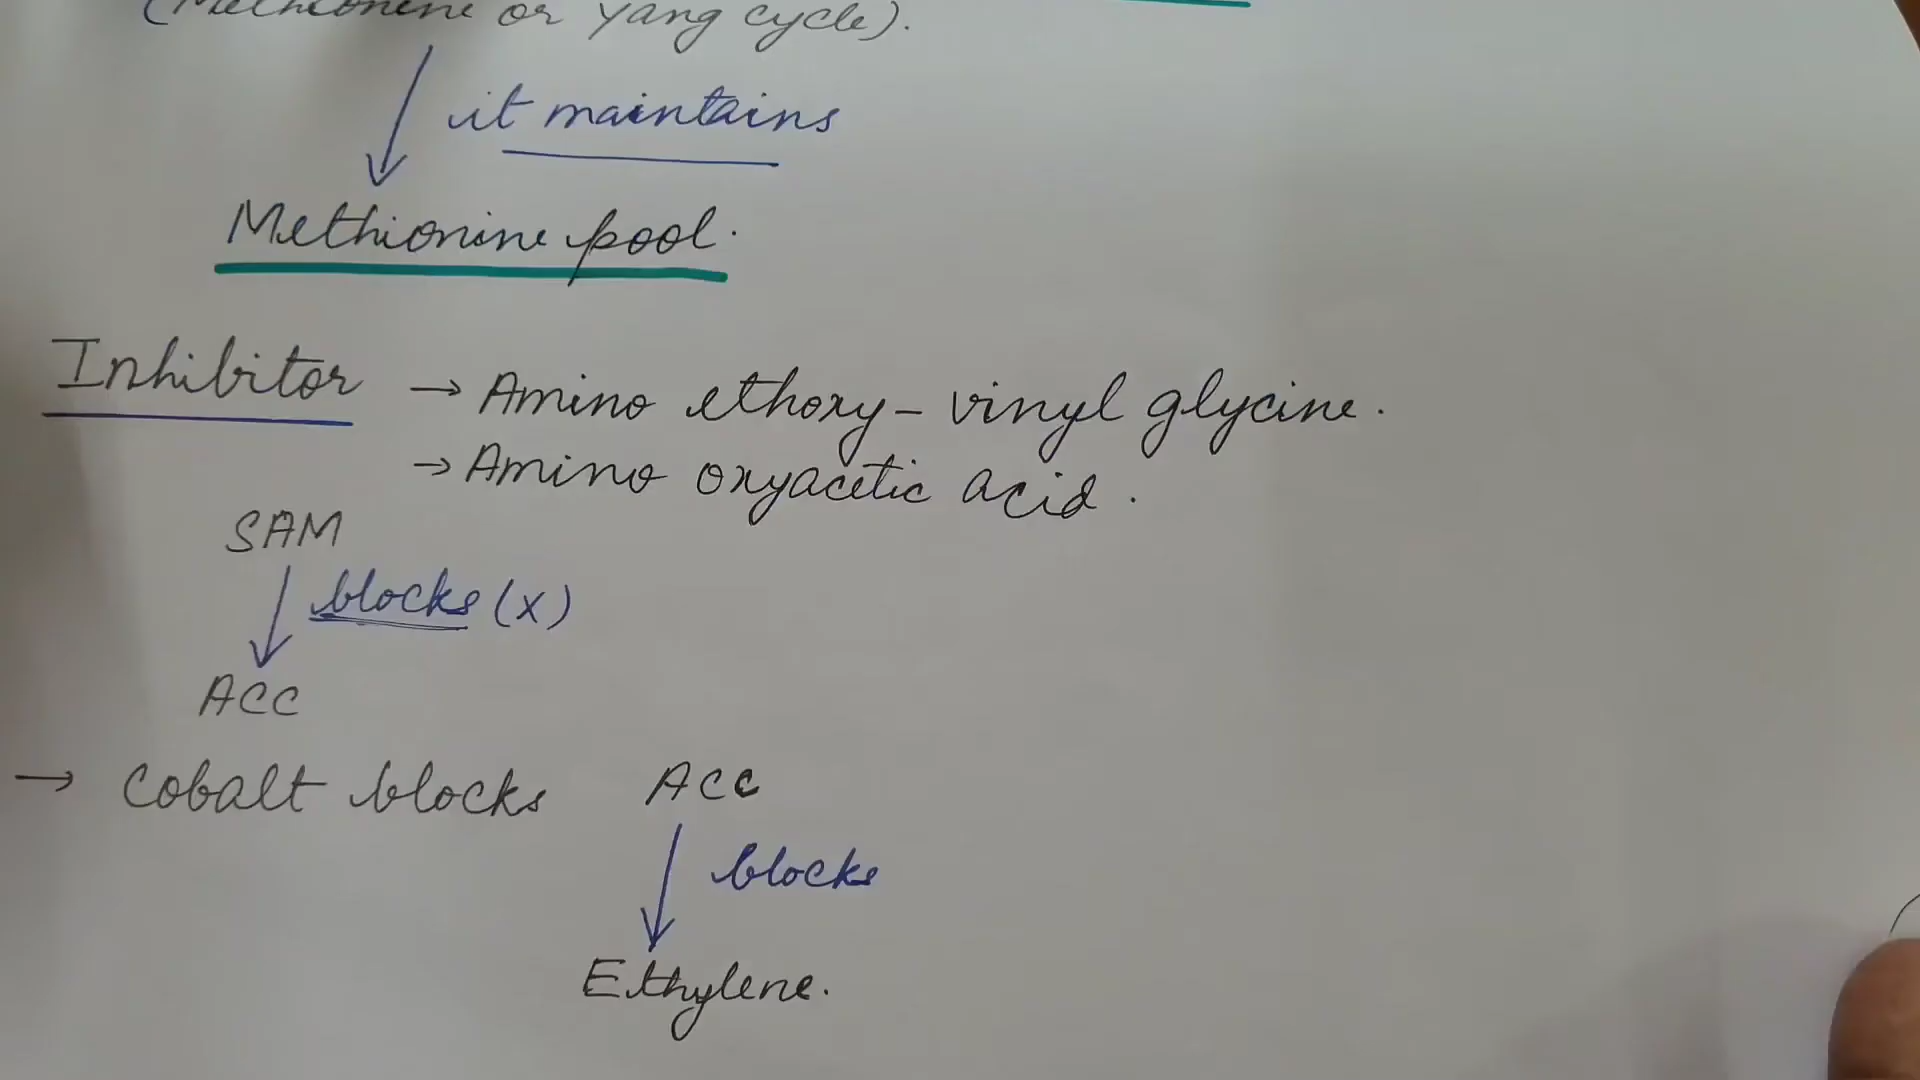 (Methionine or Yang cycle).
it maintains
Methionine pool.
Inhibitor → Amino ethoxy - vinyl glycine.
→ Amino oxyacetic acid.
SAM
blocks (x)
ACC
→ Cobalt blocks ACC
blocks
Ethylene.